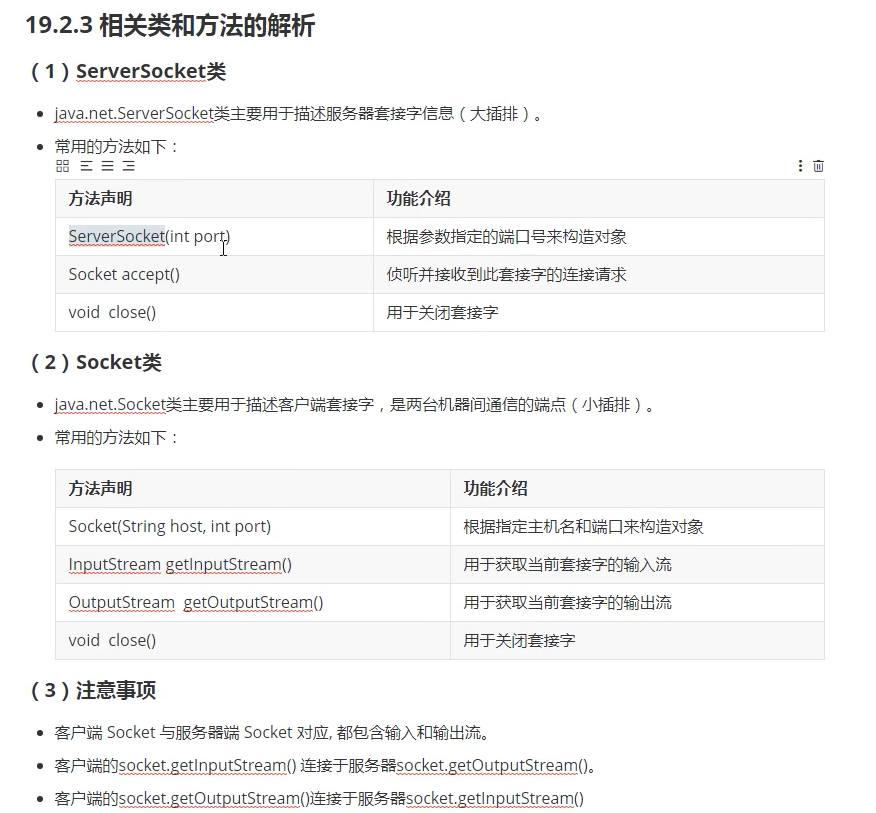 19.2.3 相关类和方法的解析
（1）ServerSocket类
java.net.ServerSocket类主要用于描述服务器套接字信息（大插排）。
常用的方法如下：
方法声明 功能介绍
ServerSocket(int port) 根据参数指定的端口号来构造对象
Socket accept() 侦听并接收到此套接字的连接请求
void close() 用于关闭套接字
（2）Socket类
java.net.Socket类主要用于描述客户端套接字，是两台机器间通信的端点（小插排）。
常用的方法如下：
方法声明 功能介绍
Socket(String host, int port) 根据指定主机名和端口来构造对象
InputStream getInputStream() 用于获取当前套接字的输入流
OutputStream getOutputStream() 用于获取当前套接字的输出流
void close() 用于关闭套接字
（3）注意事项
客户端 Socket 与服务器端 Socket 对应, 都包含输入和输出流。
客户端的socket.getInputStream() 连接于服务器socket.getOutputStream()。
客户端的socket.getOutputStream()连接于服务器socket.getInputStream()